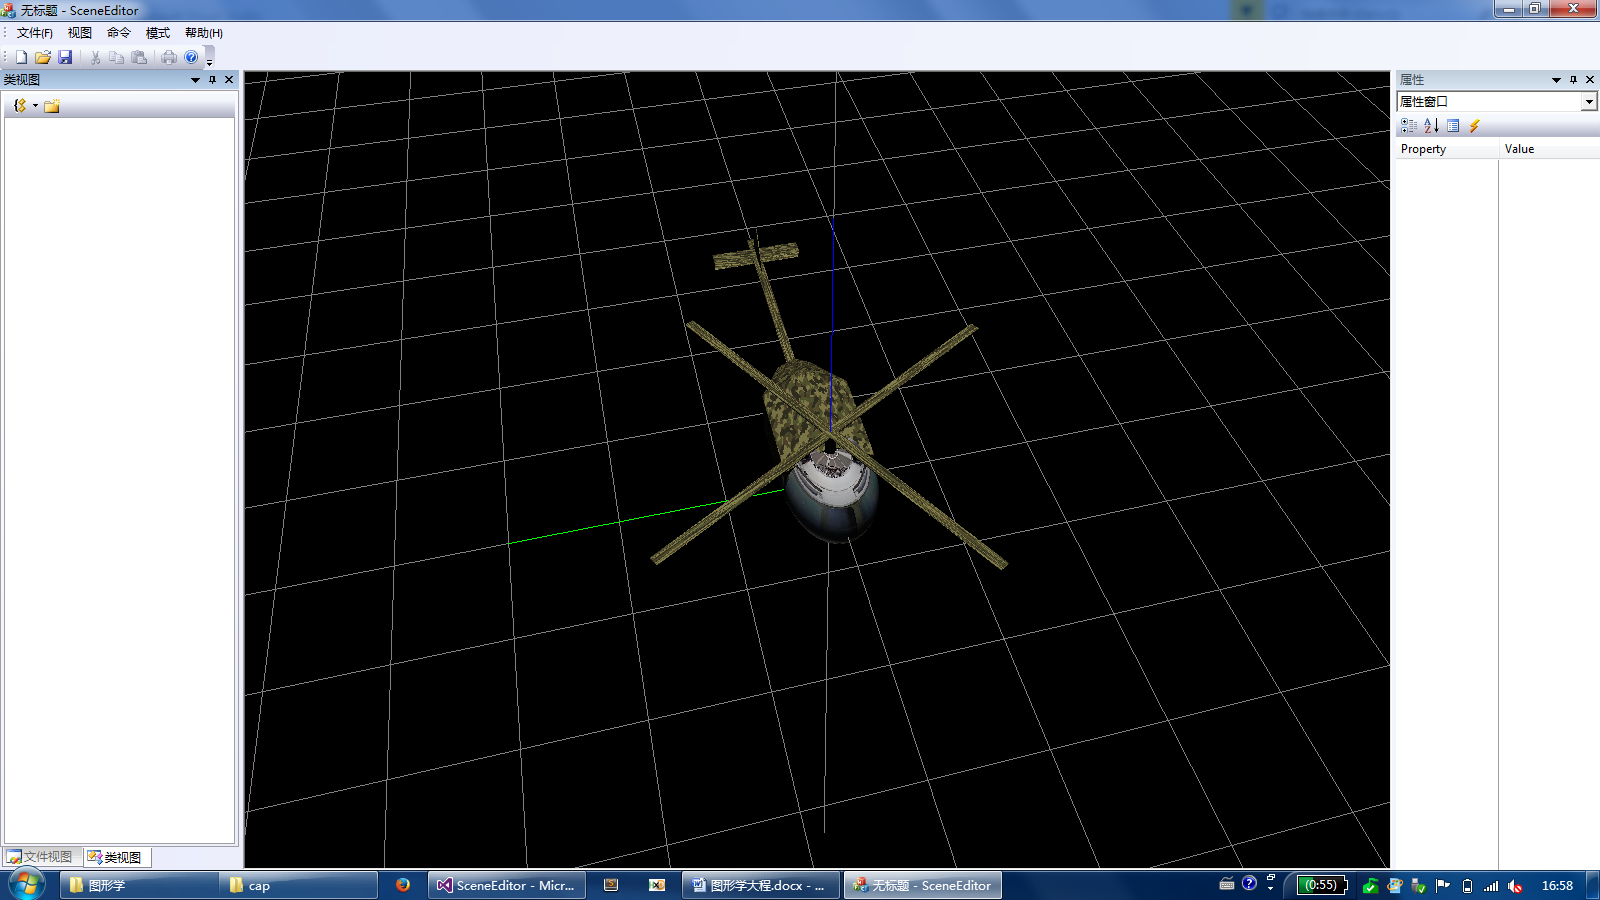 无标题 - SceneEditor
文件(F) 视图 命令 模式 帮助(H)
类视图
属性
属性窗口
Property Value
文件视图 类视图
图形学 cap SceneEditor - Micr... 图形学大程.docx - ... 无标题 - SceneEditor (0:55) 16:58